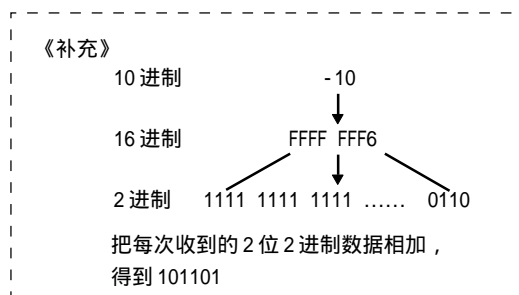 《补充》
10 进制 -10
16 进制 FFFF FFF6
2 进制 1111 1111 1111 …… 0110
把每次收到的 2 位 2 进制数据相加，
得到 101101